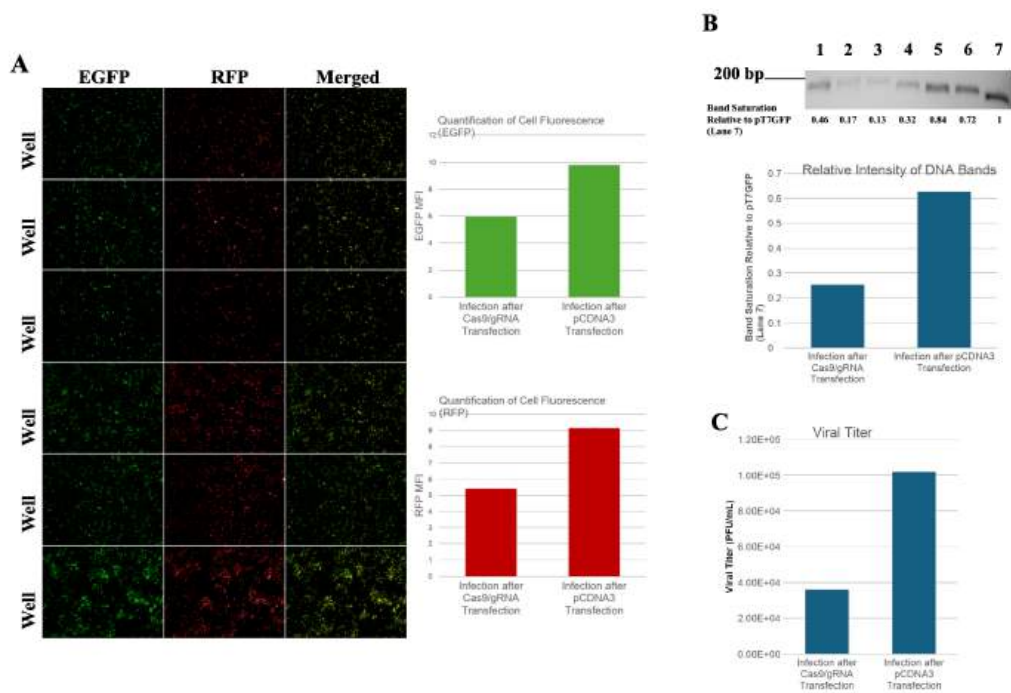 A
EGFP RFP Merged
Well
Well
Well
Well
Well
Well
Quantification of Cell Fluorescence
(EGFP)
12
10
8
6
4
2
0
EGFP MFI
Infection after
Cas9/gRNA
Transfection
Infection after
pCDNA3
Transfection
Quantification of Cell Fluorescence
(RFP)
10
9
8
7
6
5
4
3
2
1
0
RFP MFI
Infection after
Cas9/gRNA
Transfection
Infection after
pCDNA3
Transfection
B
1 2 3 4 5 6 7
200 bp
Band Saturation
Relative to pT7GFP
(Lane 7)
0.46 0.17 0.13 0.32 0.84 0.72 1
Relative Intensity of DNA Bands
0.7
0.6
0.5
0.4
0.3
0.2
0.1
0
Band Saturation Relative to pT7GFP
(Lane 7)
Infection after
Cas9/gRNA
Transfection
Infection after pCDNA3
Transfection
C
Viral Titer
1.20E+05
1.00E+05
8.00E+04
6.00E+04
4.00E+04
2.00E+04
0.00E+00
Viral Titer (PFU/mL)
Infection after
Cas9/gRNA
Transfection
Infection after
pCDNA3
Transfection